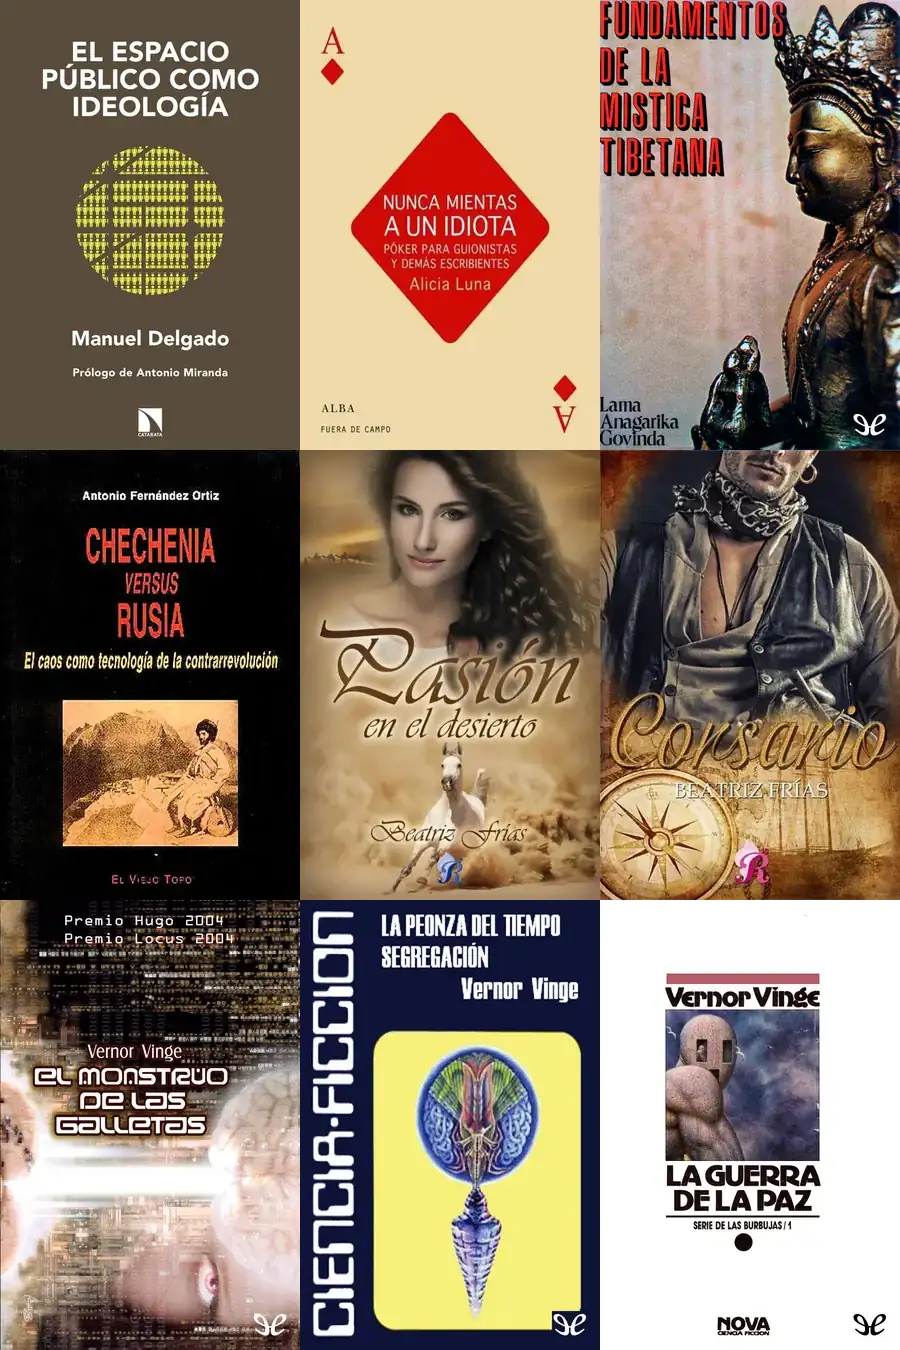 EL ESPACIO
PÚBLICO COMO
IDEOLOGÍA
Manuel Delgado
Prólogo de Antonio Miranda
CATARATA
A
NUNCA MIENTAS
A UN IDIOTA
PÓKER PARA GUIONISTAS
Y DEMÁS ESCRIBIENTES
Alicia Luna
ALBA
FUERA DE CAMPO
A
FUNDAMENTOS
DE LA
MISTICA
TIBETANA
Lama
Anagarika
Govinda
Antonio Fernández Ortiz
CHECHENIA
VERSUS
RUSIA
El caos como tecnología de la contrarrevolución
EL VIEJO TOPO
Pasión
en el desierto
Beatriz Frías
R
Corsario
BEATRIZ FRÍAS
R
Premio Hugo 2004
Premio Locus 2004
Vernor Vinge
EL MONSTRUO
DE LAS
GALLETAS
CIENCIA-FICCION
LA PEONZA DEL TIEMPO
SEGREGACIÓN
Vernor Vinge
Vernor Vinge
LA GUERRA
DE LA PAZ
SERIE DE LAS BURBUJAS/1
NOVA
CIENCIA FICCION